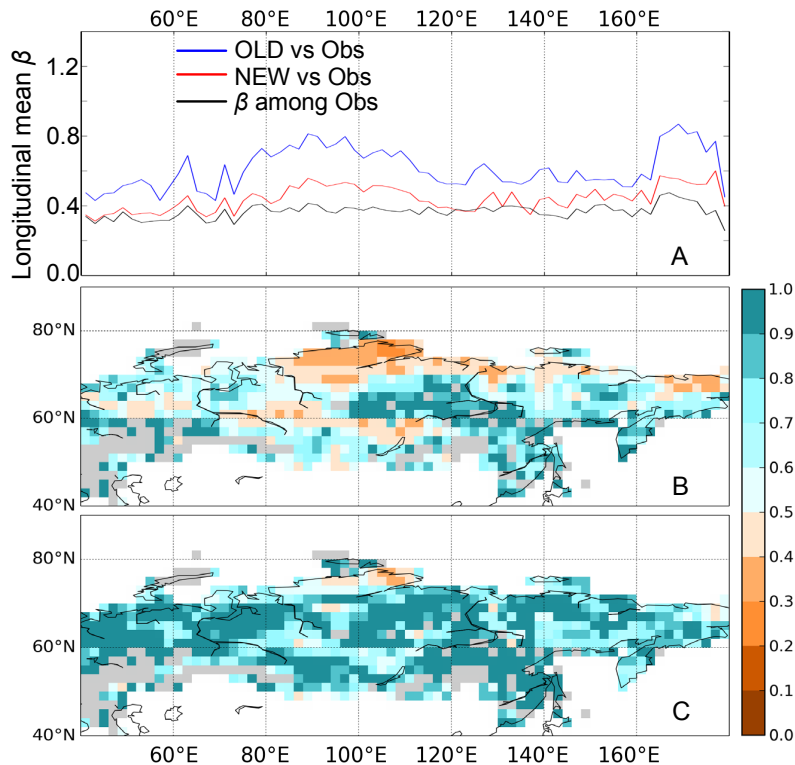 60°E 80°E 100°E 120°E 140°E 160°E
Longitudinal mean β
1.2
0.8
0.4
0.0
OLD vs Obs
NEW vs Obs
β among Obs
A
80°N
60°N
40°N
B
80°N
60°N
40°N
C
60°E 80°E 100°E 120°E 140°E 160°E
1.0
0.9
0.8
0.7
0.6
0.5
0.4
0.3
0.2
0.1
0.0